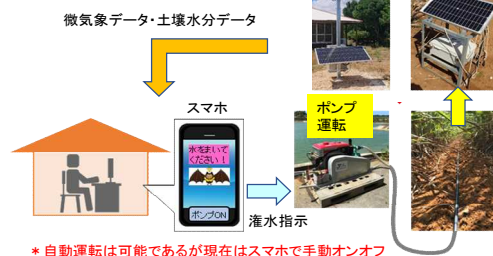 微気象データ・土壌水分データ
スマホ
ポンプ
運転
水をまいて
ください！
ポンプON
潅水指示
* 自動運転は可能であるが現在はスマホで手動オンオフ